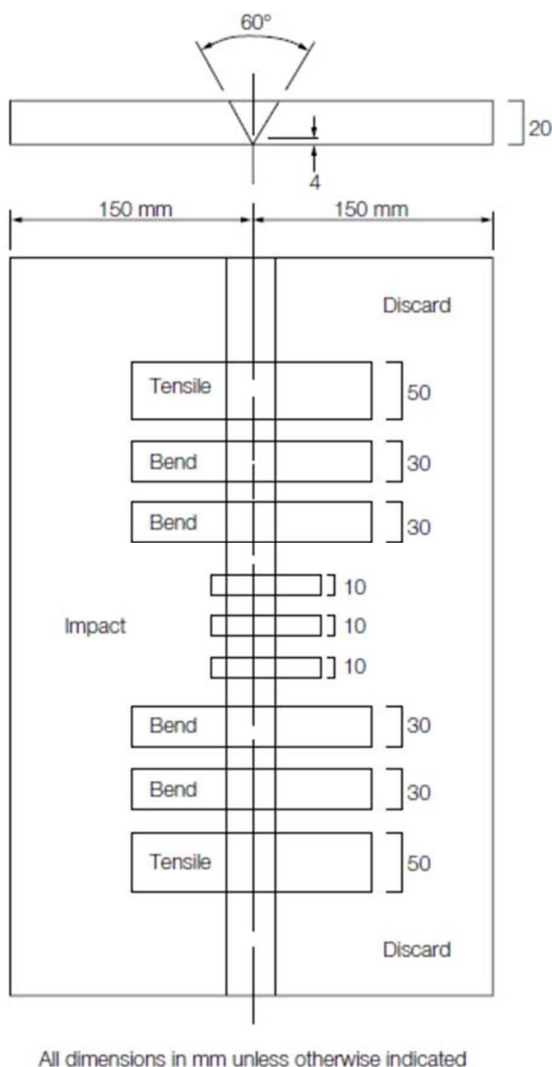 60°
20
4
150 mm 150 mm
Discard
Tensile 50
Bend 30
Bend 30
10
Impact 10
10
Bend 30
Bend 30
Tensile 50
Discard
All dimensions in mm unless otherwise indicated